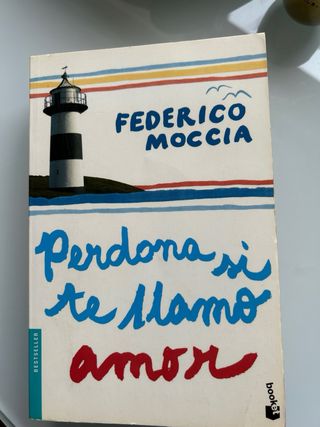 FEDERICO
MOCCIA
Perdona si
te llamo
amor
BESTSELLER
booket